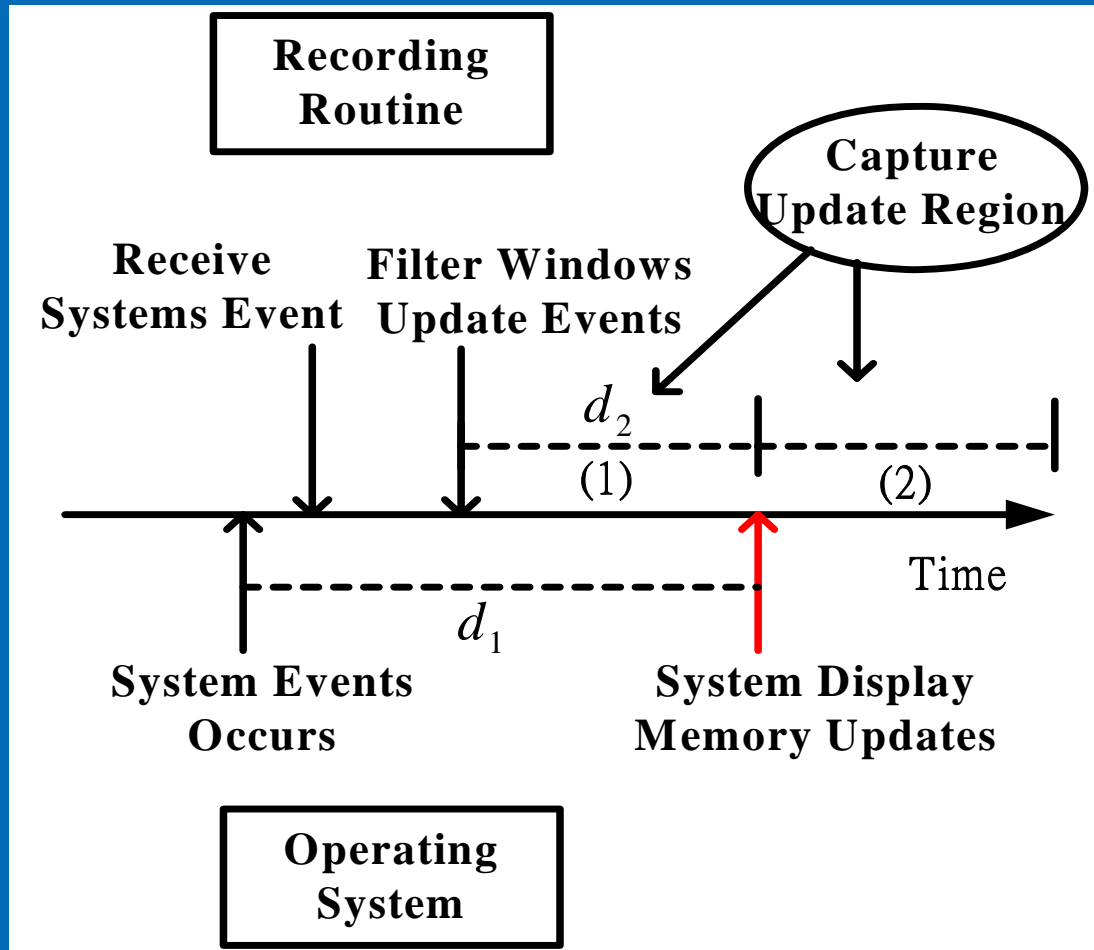 Recording
Routine
Capture
Update Region
Receive
Systems Event
Filter Windows
Update Events
d₂
(1)
(2)
Time
d₁
System Events
Occurs
System Display
Memory Updates
Operating
System